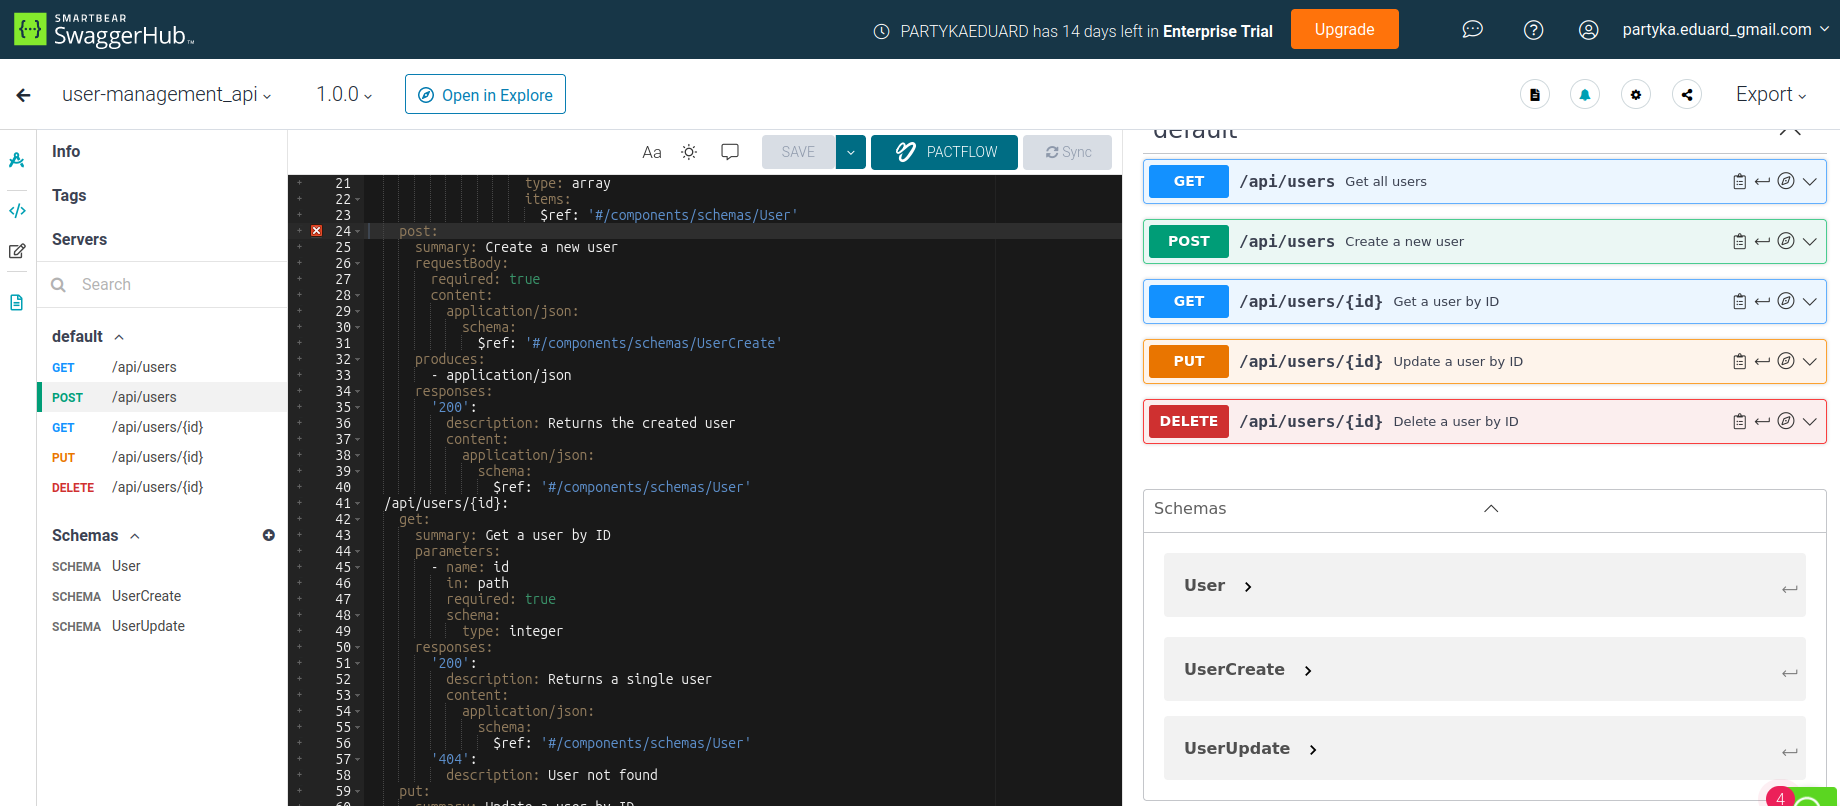 SMARTBEAR
SwaggerHub™
PARTYKAEDUARD has 14 days left in Enterprise Trial
Upgrade
partyka.eduard_gmail.com
user-management_api
1.0.0
Open in Explore
Export
Info
Tags
Servers
Search
default
GET /api/users
POST /api/users
GET /api/users/{id}
PUT /api/users/{id}
DELETE /api/users/{id}
Schemas
SCHEMA User
SCHEMA UserCreate
SCHEMA UserUpdate
Aa
SAVE
PACTFLOW
Sync
21 type: array
22 items:
23 $ref: '#/components/schemas/User'
24 post:
25 summary: Create a new user
26 requestBody:
27 required: true
28 content:
29 application/json:
30 schema:
31 $ref: '#/components/schemas/UserCreate'
32 produces:
33 - application/json
34 responses:
35 '200':
36 description: Returns the created user
37 content:
38 application/json:
39 schema:
40 $ref: '#/components/schemas/User'
41 /api/users/{id}:
42 get:
43 summary: Get a user by ID
44 parameters:
45 - name: id
46 in: path
47 required: true
48 schema:
49 type: integer
50 responses:
51 '200':
52 description: Returns a single user
53 content:
54 application/json:
55 schema:
56 $ref: '#/components/schemas/User'
57 '404':
58 description: User not found
59 put:
60 summary: Update a user by ID
default
GET /api/users Get all users
POST /api/users Create a new user
GET /api/users/{id} Get a user by ID
PUT /api/users/{id} Update a user by ID
DELETE /api/users/{id} Delete a user by ID
Schemas
User
UserCreate
UserUpdate
4